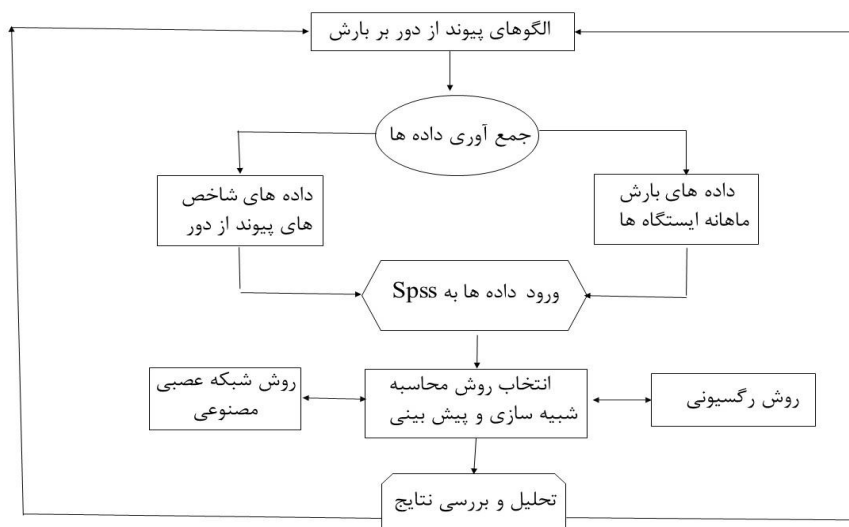 الگوهای پیوند از دور بر بارش
جمع آوری داده ها
داده های بارش
ماهانه ایستگاه ها
داده های شاخص
های پیوند از دور
ورود داده ها به Spss
روش رگسیونی
انتخاب روش محاسبه
شبیه سازی و پیش بینی
روش شبکه عصبی
مصنوعی
تحلیل و بررسی نتایج